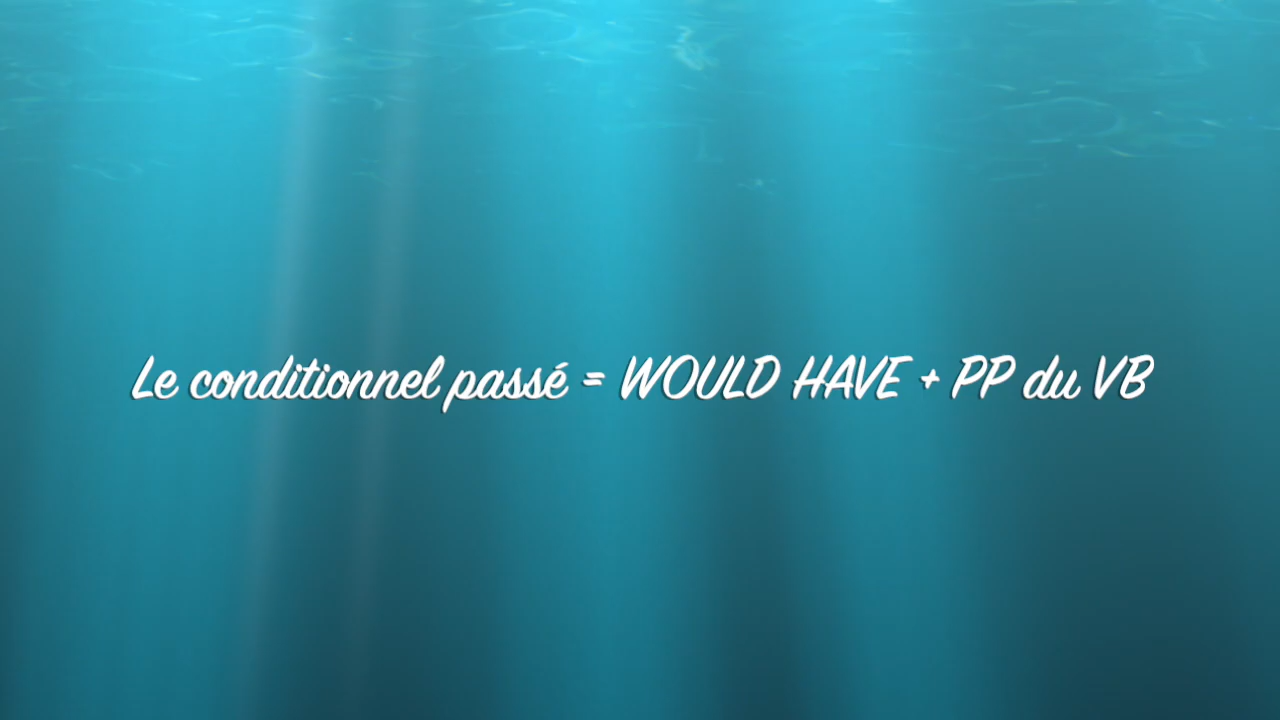 Le conditionnel passé = WOULD HAVE + PP du VB